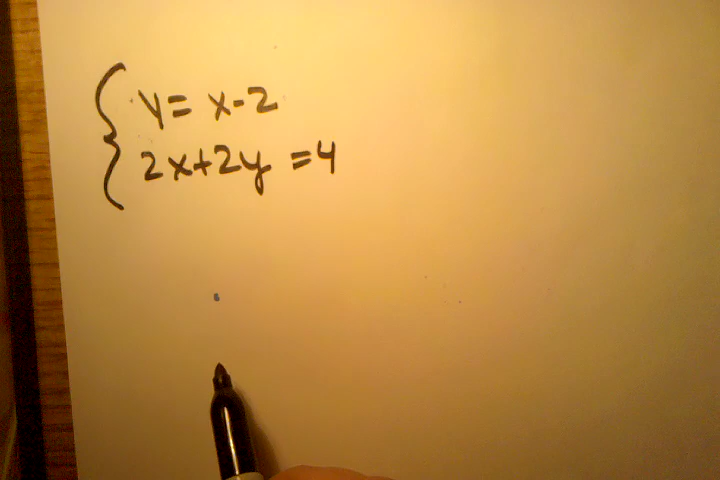 y = x-2
2x+2y = 4